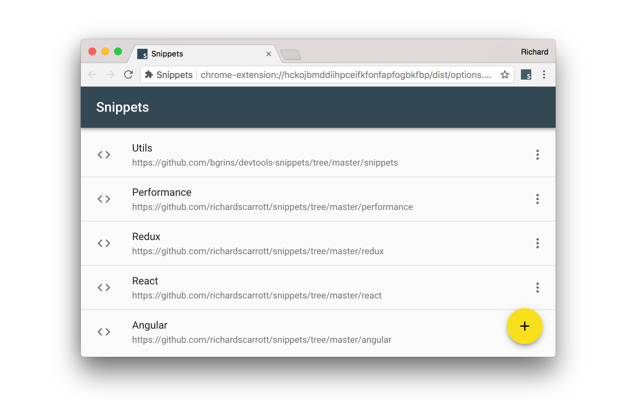 Snippets
Richard
Snippets chrome-extension://hckojbmddiihpceifkfonfapfogbkfbp/dist/options....
Snippets
Utils
https://github.com/bgrins/devtools-snippets/tree/master/snippets
Performance
https://github.com/richardscarrott/snippets/tree/master/performance
Redux
https://github.com/richardscarrott/snippets/tree/master/redux
React
https://github.com/richardscarrott/snippets/tree/master/react
Angular
https://github.com/richardscarrott/snippets/tree/master/angular